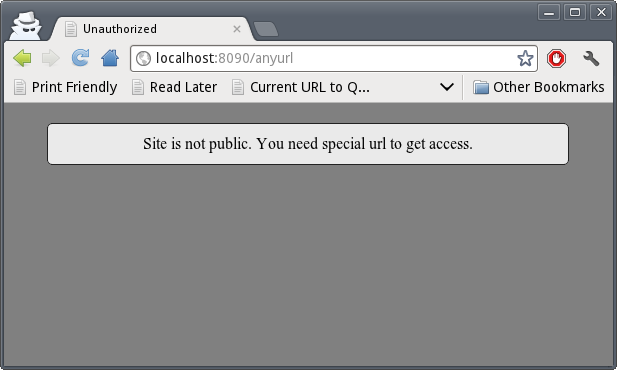 Unauthorized
localhost:8090/anyurl
Print Friendly Read Later Current URL to Q... Other Bookmarks
Site is not public. You need special url to get access.